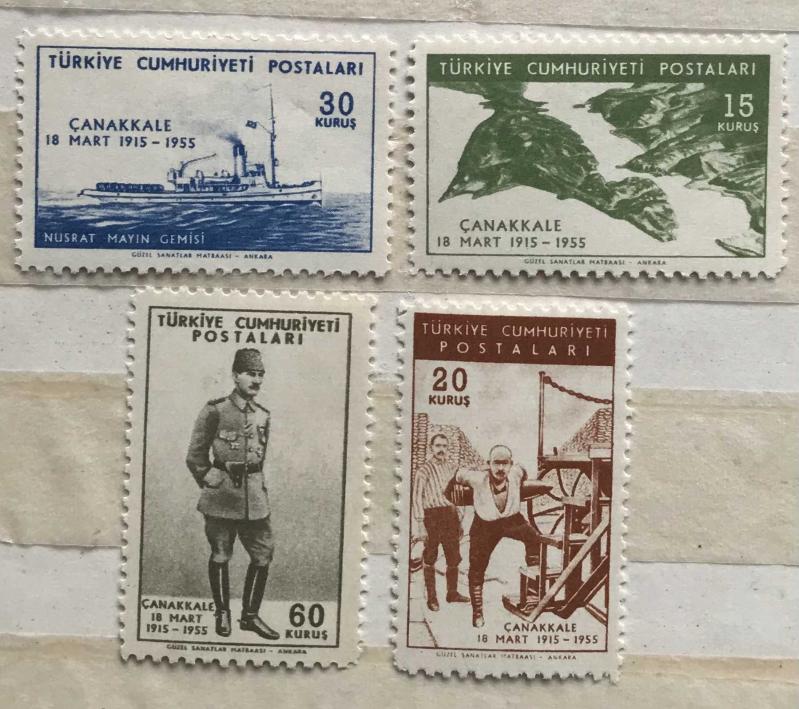 TÜRKİYE CUMHURİYETİ POSTALARI
30
KURUŞ
ÇANAKKALE
18 MART 1915-1955
NUSRAT MAYIN GEMİSİ
GÜZEL SANATLAR MATBAASI - ANKARA
TÜRKİYE CUMHURİYETİ POSTALARI
15
KURUŞ
ÇANAKKALE
18 MART 1915-1955
GÜZEL SANATLAR MATBAASI - ANKARA
TÜRKİYE CUMHURİYETİ
POSTALARI
ÇANAKKALE
18 MART
1915-1955
60
KURUŞ
GÜZEL SANATLAR MATBAASI - ANKARA
TÜRKİYE CUMHURİYETİ
POSTALARI
20
KURUŞ
ÇANAKKALE
18 MART 1915-1955
GÜZEL SANATLAR MATBAASI - ANKARA